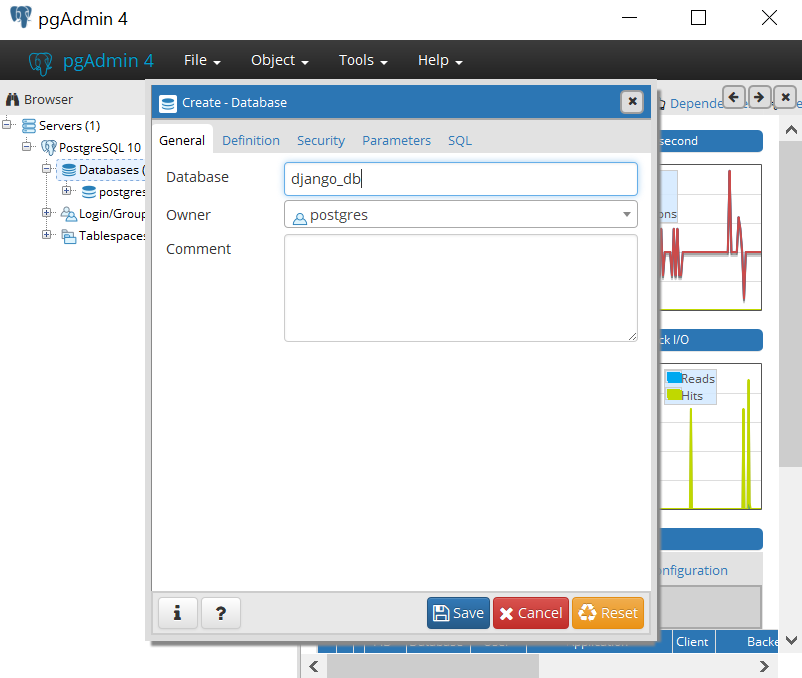 pgAdmin 4
pgAdmin 4 File Object Tools Help
Browser
Create - Database
Servers (1)
PostgreSQL 10
Databases (
postgres
Login/Group
Tablespaces
General Definition Security Parameters SQL
Database django_db
Owner postgres
Comment
i ? Save Cancel Reset
Depende
second
ons
ck I/O
Reads
Hits
onfiguration
Client Backe